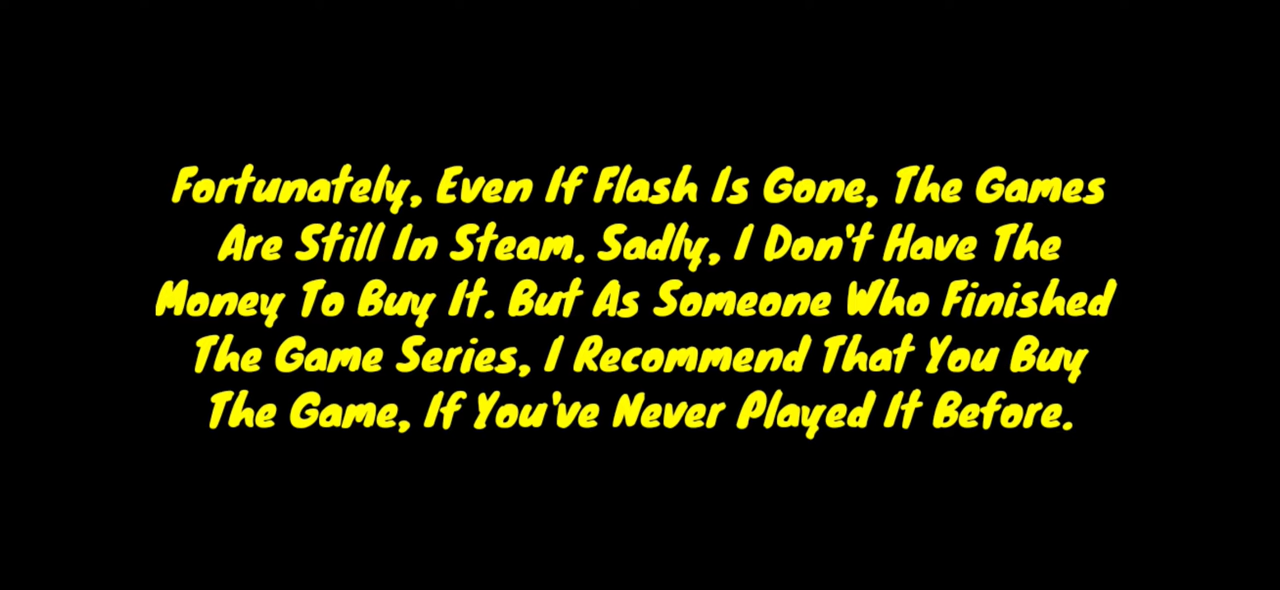 Fortunately, Even If Flash Is Gone, The Games
Are Still In Steam. Sadly, I Don't Have The
Money To Buy It. But As Someone Who Finished
The Game Series, I Recommend That You Buy
The Game, If You've Never Played It Before.